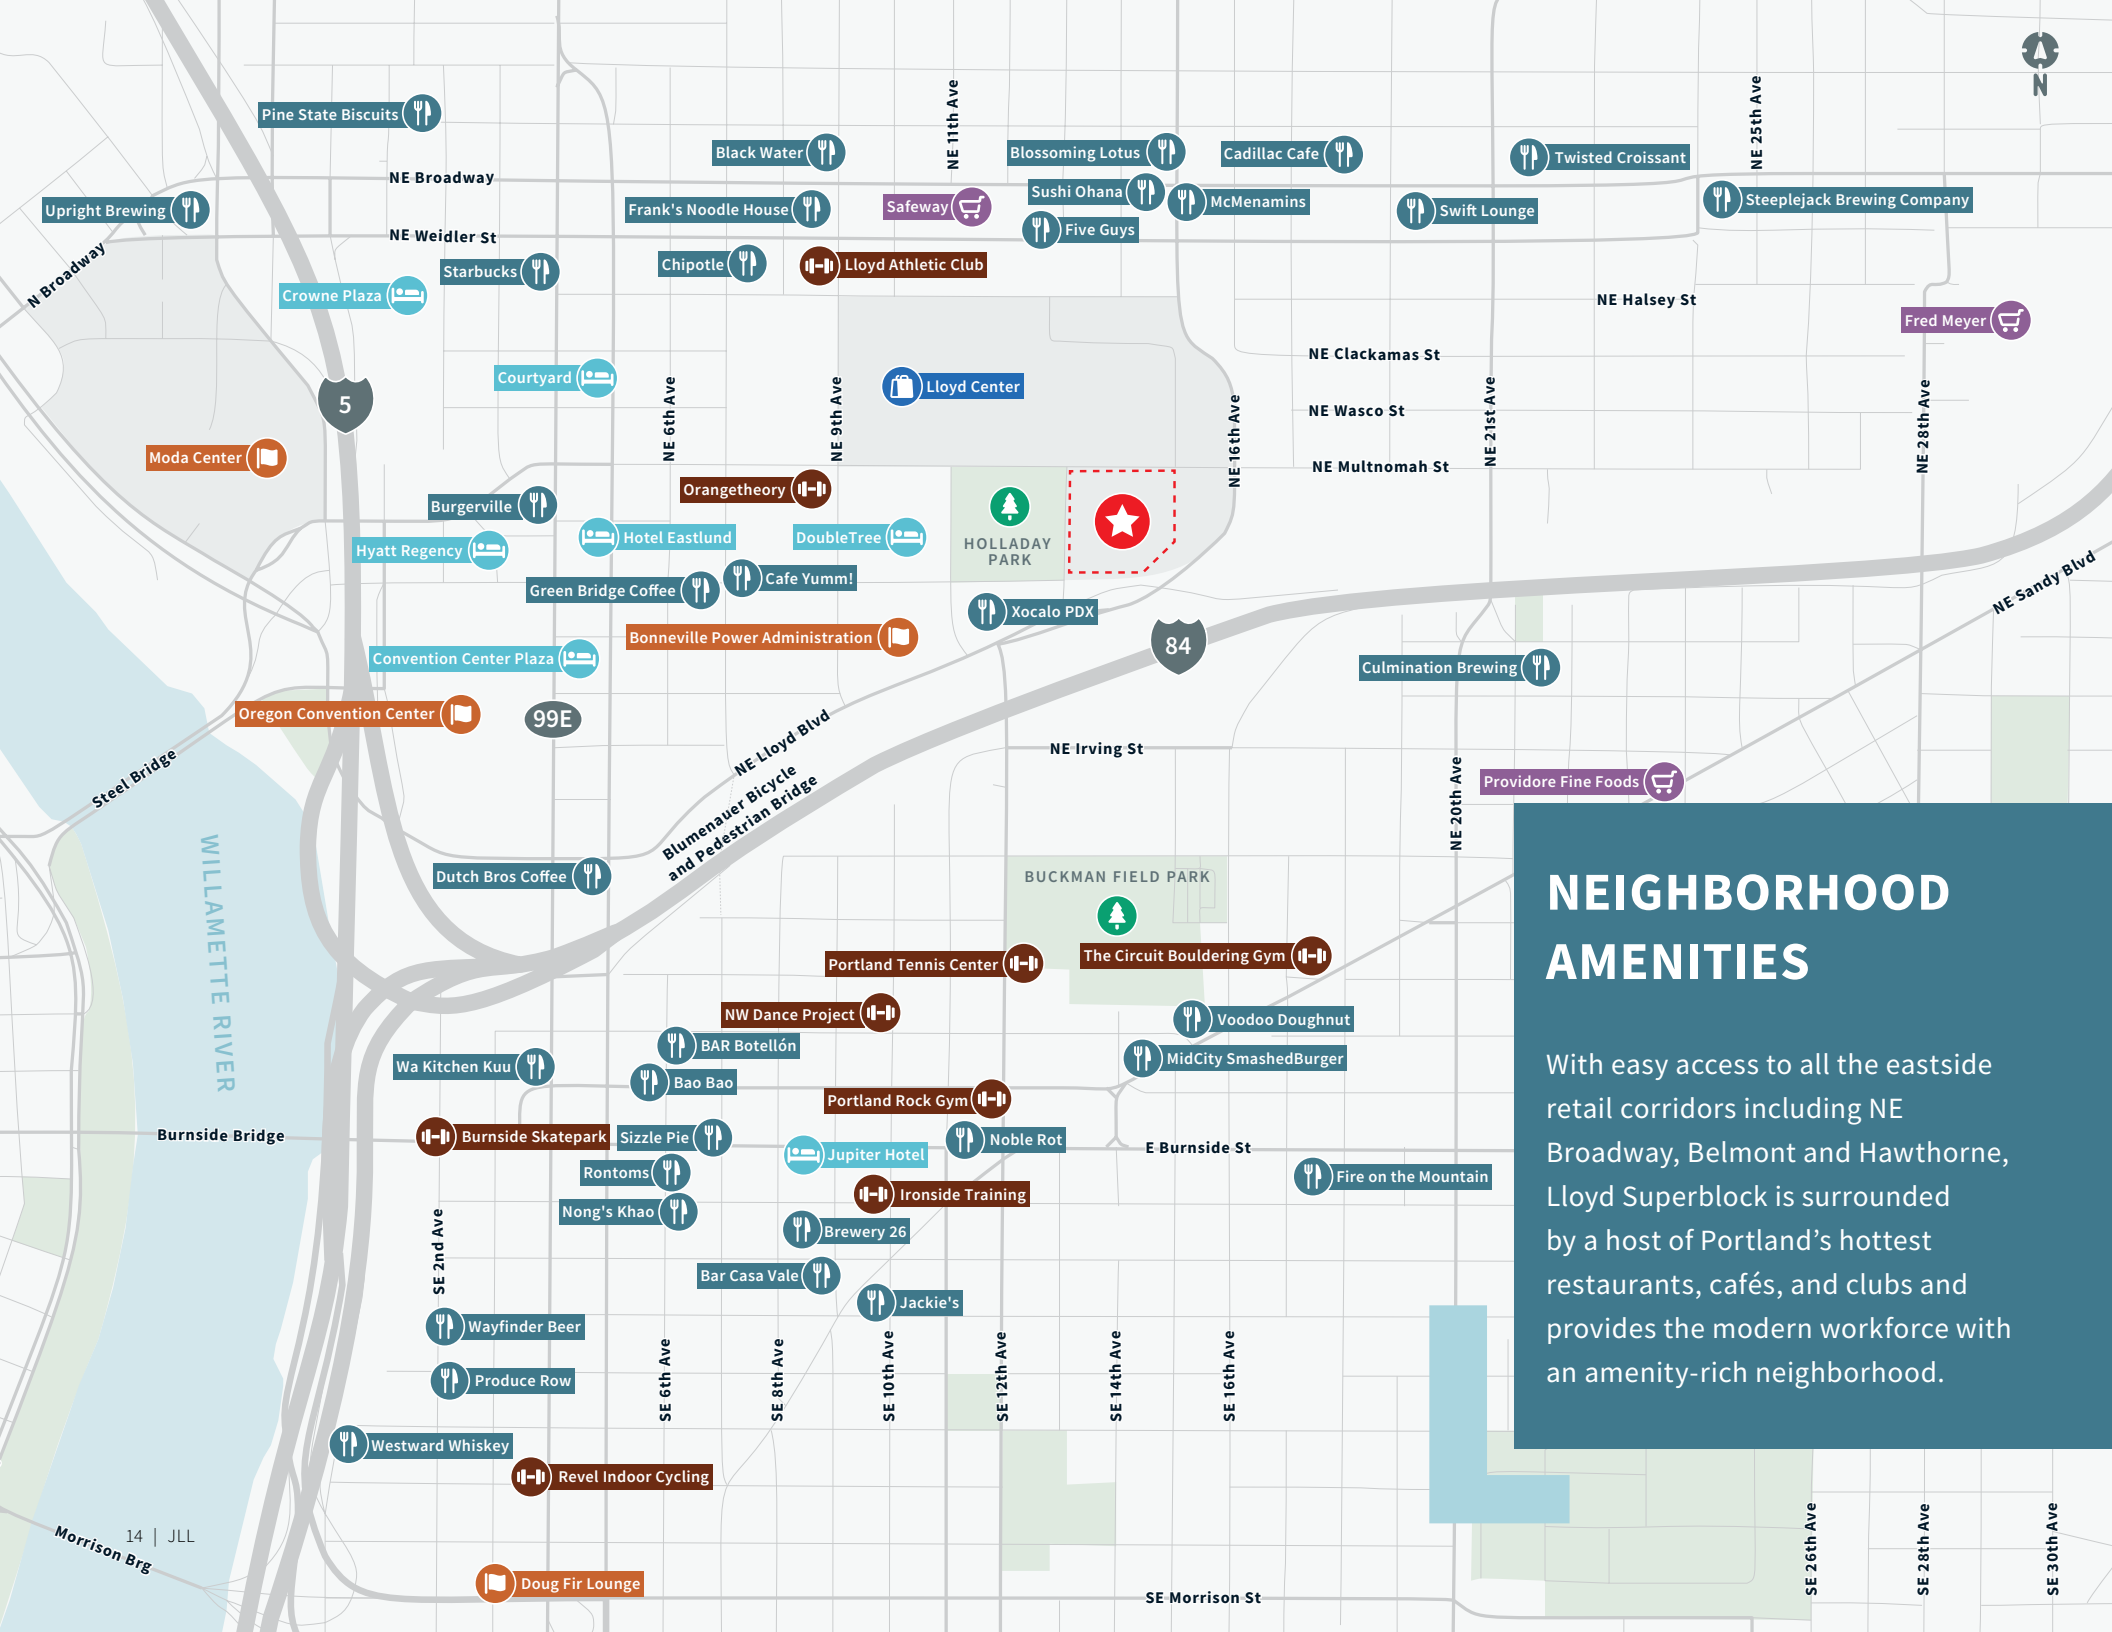 N
Pine State Biscuits
NE 11th Ave
NE 25th Ave
Black Water
Blossoming Lotus
Cadillac Cafe
Twisted Croissant
NE Broadway
Upright Brewing
Frank's Noodle House
Safeway
Sushi Ohana
McMenamins
Swift Lounge
Steeplejack Brewing Company
Five Guys
NE Weidler St
N Broadway
Starbucks
Chipotle
Lloyd Athletic Club
Crowne Plaza
NE Halsey St
Fred Meyer
NE Clackamas St
Courtyard
Lloyd Center
5
NE 6th Ave
NE 9th Ave
NE 16th Ave
NE Wasco St
NE 21st Ave
NE 28th Ave
Moda Center
NE Multnomah St
Orangetheory
Burgerville
Hotel Eastlund
DoubleTree
HOLLADAY
PARK
Hyatt Regency
Cafe Yumm!
Green Bridge Coffee
NE Sandy Blvd
Xocalo PDX
Bonneville Power Administration
84
Convention Center Plaza
Culmination Brewing
Oregon Convention Center
99E
NE Lloyd Blvd
NE Irving St
Steel Bridge
Blumenauer Bicycle
and Pedestrian Bridge
NE 20th Ave
Providore Fine Foods
WILLAMETTE RIVER
Dutch Bros Coffee
BUCKMAN FIELD PARK
Portland Tennis Center
The Circuit Bouldering Gym
NW Dance Project
Voodoo Doughnut
BAR Botellón
MidCity SmashedBurger
Wa Kitchen Kuu
Bao Bao
Portland Rock Gym
Burnside Bridge
Burnside Skatepark
Sizzle Pie
Noble Rot
E Burnside St
Jupiter Hotel
Rontoms
Fire on the Mountain
Ironside Training
Nong's Khao
Brewery 26
SE 2nd Ave
Bar Casa Vale
Jackie's
Wayfinder Beer
Produce Row
SE 6th Ave
SE 8th Ave
SE 10th Ave
SE 12th Ave
SE 14th Ave
SE 16th Ave
Westward Whiskey
Revel Indoor Cycling
Morrison Brg
Doug Fir Lounge
SE Morrison St
SE 26th Ave
SE 28th Ave
SE 30th Ave
NEIGHBORHOOD
AMENITIES
With easy access to all the eastside
retail corridors including NE
Broadway, Belmont and Hawthorne,
Lloyd Superblock is surrounded
by a host of Portland’s hottest
restaurants, cafés, and clubs and
provides the modern workforce with
an amenity-rich neighborhood.
14 | JLL